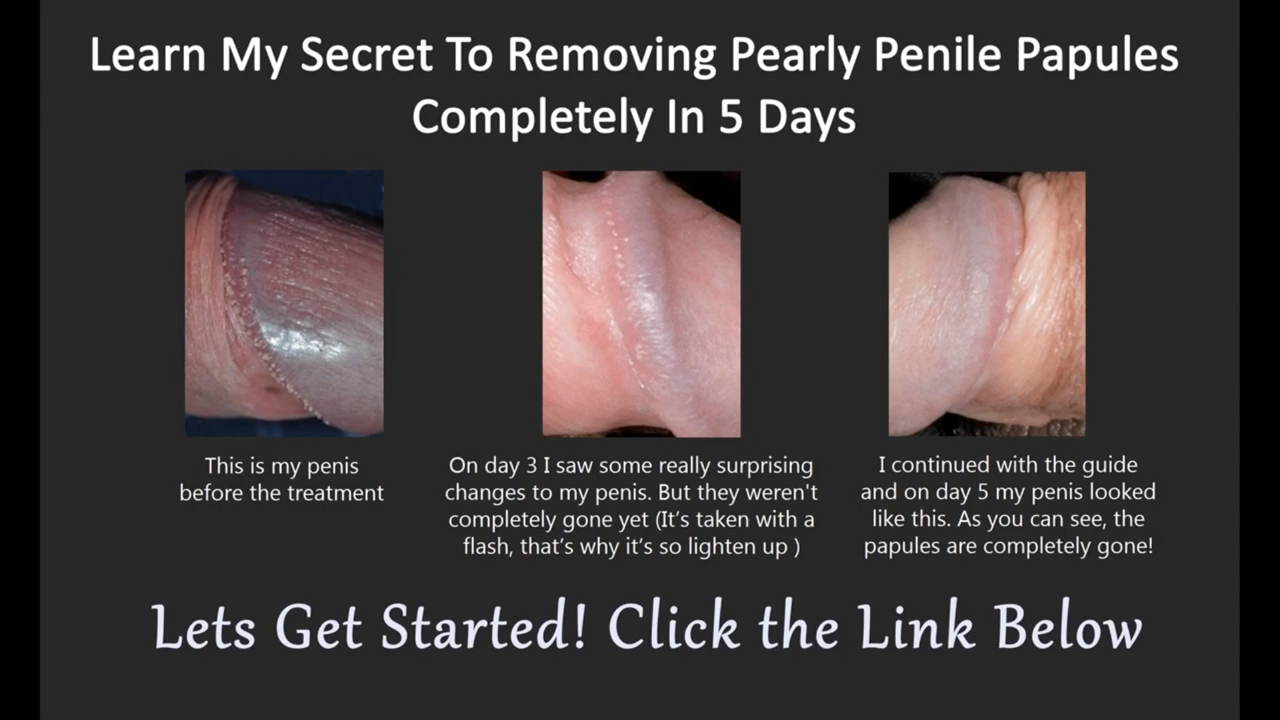 Learn My Secret To Removing Pearly Penile Papules
Completely In 5 Days
This is my penis
before the treatment
On day 3 I saw some really surprising
changes to my penis. But they weren't
completely gone yet (It's taken with a
flash, that's why it's so lighten up )
I continued with the guide
and on day 5 my penis looked
like this. As you can see, the
papules are completely gone!
Lets Get Started! Click the Link Below